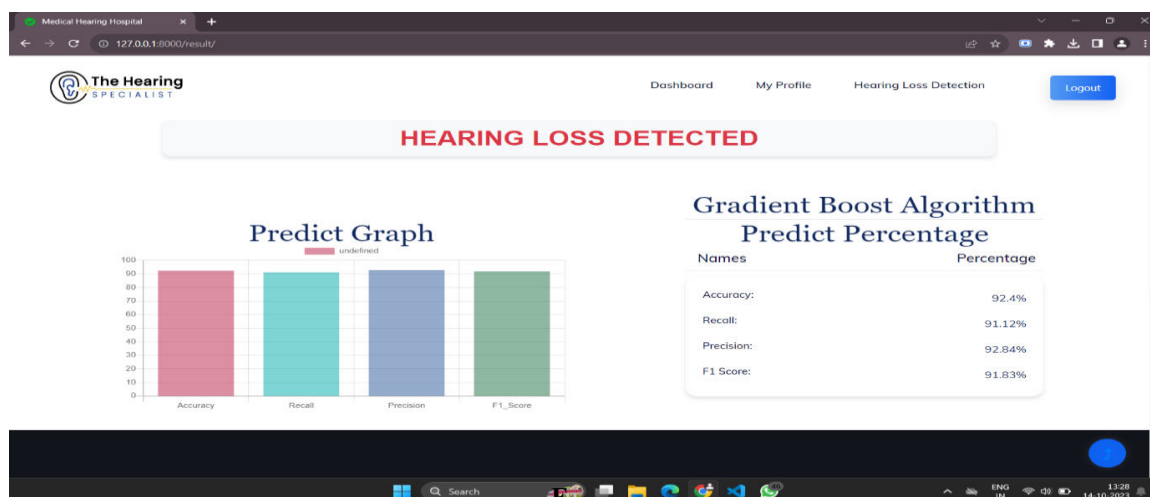 Medical Hearing Hospital
127.0.0.1:8000/result/
The Hearing
SPECIALIST
Dashboard My Profile Hearing Loss Detection Logout
HEARING LOSS DETECTED
Predict Graph
undefined
100
90
80
70
60
50
40
30
20
10
0
Accuracy Recall Precision F1_Score
Gradient Boost Algorithm
Predict Percentage
Names Percentage
Accuracy: 92.4%
Recall: 91.12%
Precision: 92.84%
F1 Score: 91.83%
Search
ENG
IN
13:28
14-10-2023